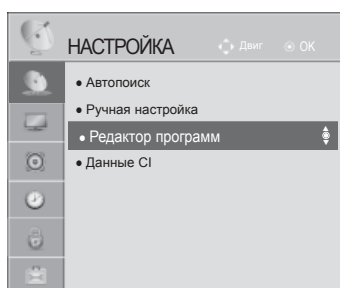 НАСТРОЙКА
Двиг
OK
• Автопоиск
• Ручная настройка
• Редактор программ
• Данные CI